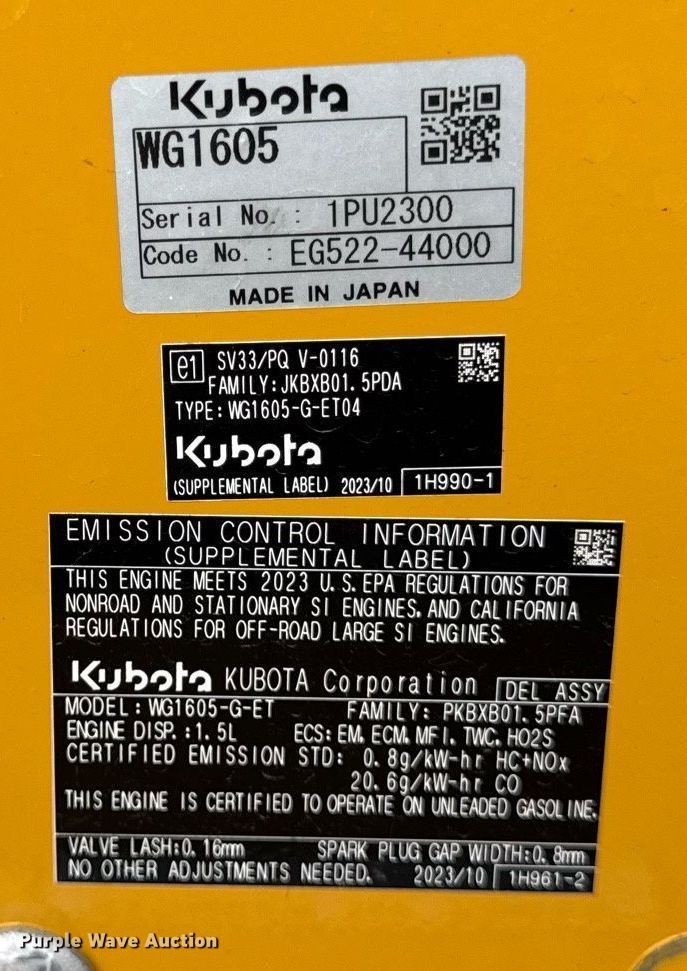 Kubota
WG1605
Serial No. : 1PU2300
Code No. : EG522-44000
MADE IN JAPAN
e1 SV33/PQ V-0116
FAMILY:JKBXB01.5PDA
TYPE:WG1605-G-ET04
Kubota
(SUPPLEMENTAL LABEL) 2023/10 1H990-1
EMISSION CONTROL INFORMATION
(SUPPLEMENTAL LABEL)
THIS ENGINE MEETS 2023 U.S.EPA REGULATIONS FOR
NONROAD AND STATIONARY SI ENGINES.AND CALIFORNIA
REGULATIONS FOR OFF-ROAD LARGE SI ENGINES.
Kubota KUBOTA Corporation DEL ASSY
MODEL:WG1605-G-ET FAMILY:PKBXB01.5PFA
ENGINE DISP.:1.5L ECS:EM, ECM, MFI, TWC, HO2S
CERTIFIED EMISSION STD: 0.8g/kW-hr HC+NOx
20.6g/kW-hr CO
THIS ENGINE IS CERTIFIED TO OPERATE ON UNLEADED GASOLINE.
VALVE LASH:0.16mm SPARK PLUG GAP WIDTH:0.8mm
NO OTHER ADJUSTMENTS NEEDED. 2023/10 1H961-2
Purple Wave Auction